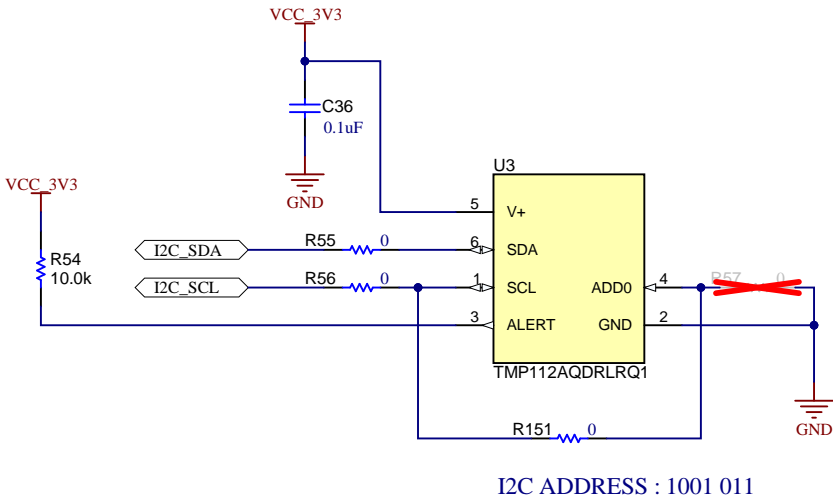 VCC_3V3
C36
0.1uF
GND
U3
VCC_3V3
5 V+
R54
10.0k
I2C_SDA R55 0 6 SDA
I2C_SCL R56 0 1 SCL ADD0 4 R57 0
3 ALERT GND 2
TMP112AQDRLRQ1
GND
R151 0
I2C ADDRESS : 1001 011